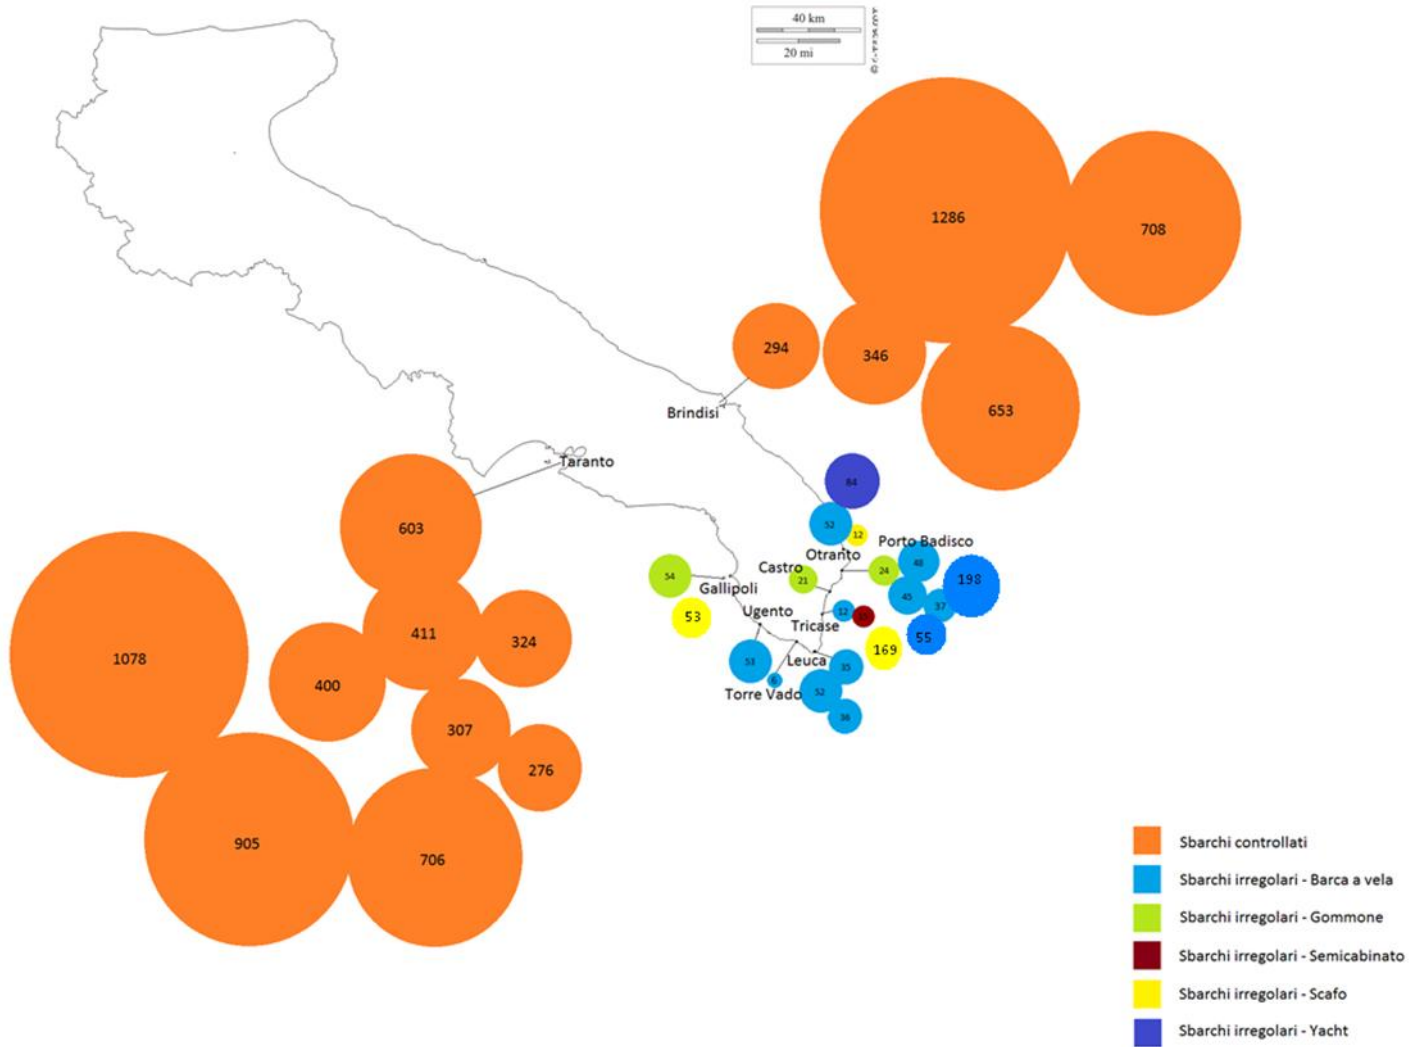 40 km
20 mi
1286
708
294
346
653
Brindisi
Taranto
603
411
324
400
1078
307
276
905
706
84
52
12
Otranto
Porto Badisco
24
48
45
37
198
55
Castro
21
54
Gallipoli
53
Ugento
12
Tricase
169
53
Leuca
35
6
Torre Vado
52
36
Sbarchi controllati
Sbarchi irregolari - Barca a vela
Sbarchi irregolari - Gommone
Sbarchi irregolari - Semicabinato
Sbarchi irregolari - Scafo
Sbarchi irregolari - Yacht